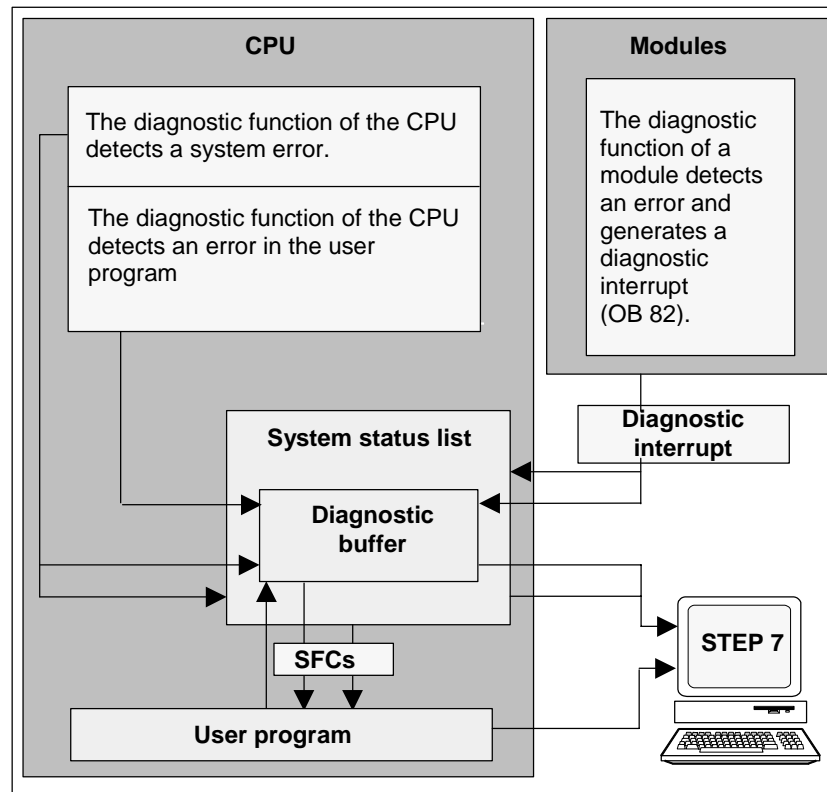 CPU
The diagnostic function of the CPU
detects a system error.
The diagnostic function of the CPU
detects an error in the user
program
Modules
The diagnostic
function of a
module detects
an error and
generates a
diagnostic
interrupt
(OB 82).
Diagnostic
interrupt
System status list
Diagnostic
buffer
SFCs
User program
STEP 7